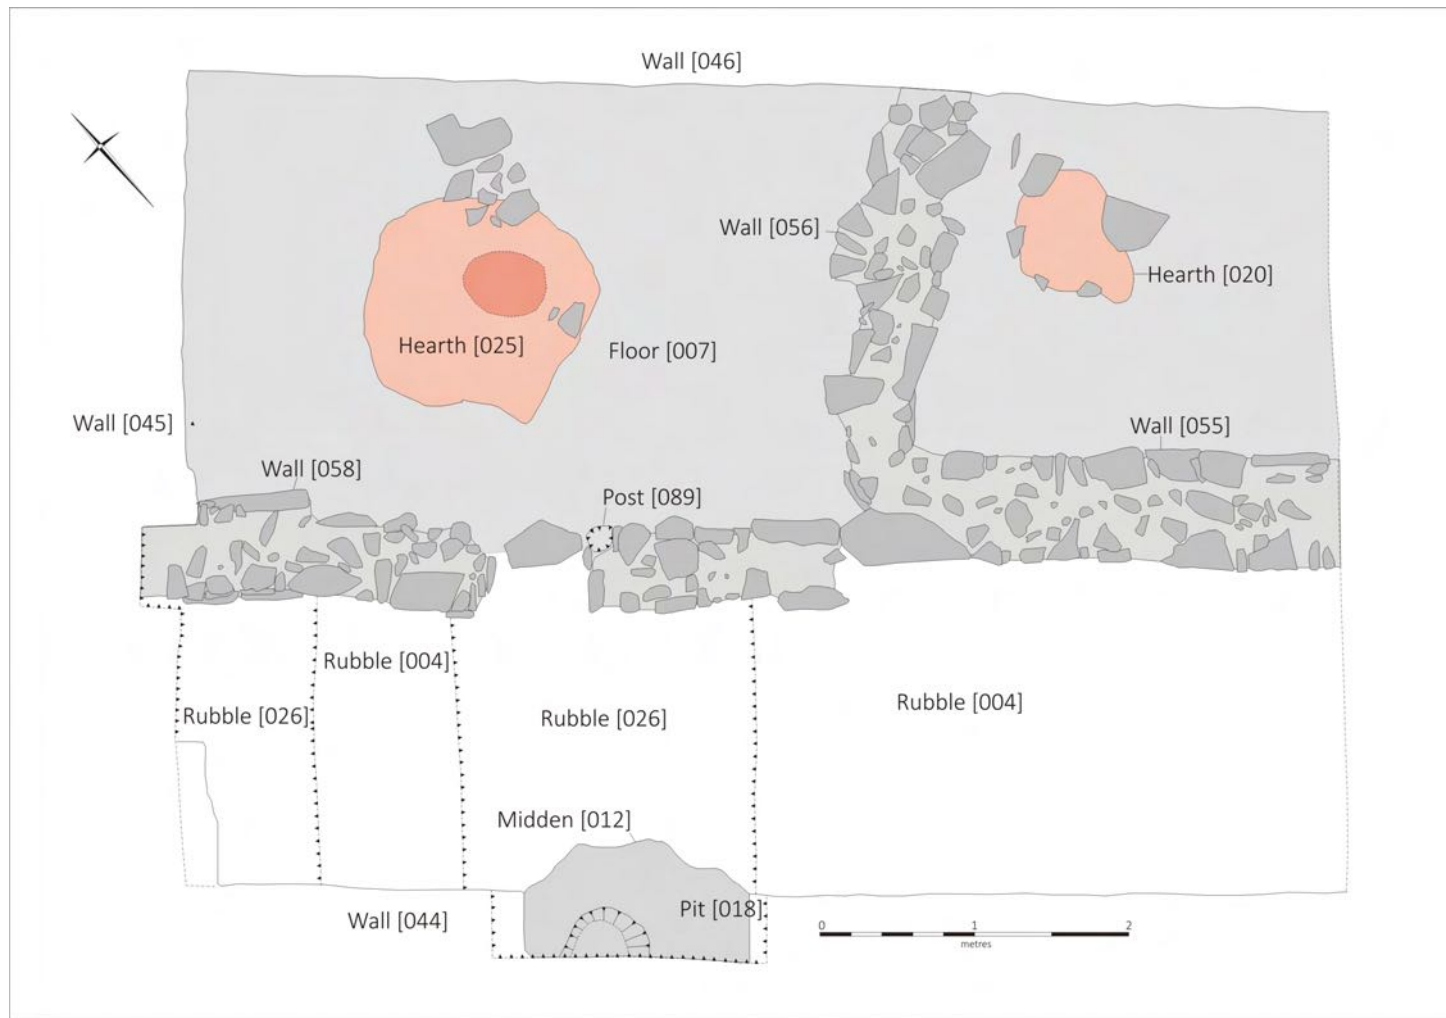 Wall [046]
Wall [056]
Hearth [020]
Hearth [025]
Floor [007]
Wall [045]
Wall [055]
Wall [058]
Post [089]
Rubble [004]
Rubble [026]
Rubble [026]
Rubble [004]
Midden [012]
Wall [044]
Pit [018]
0 1 2
metres